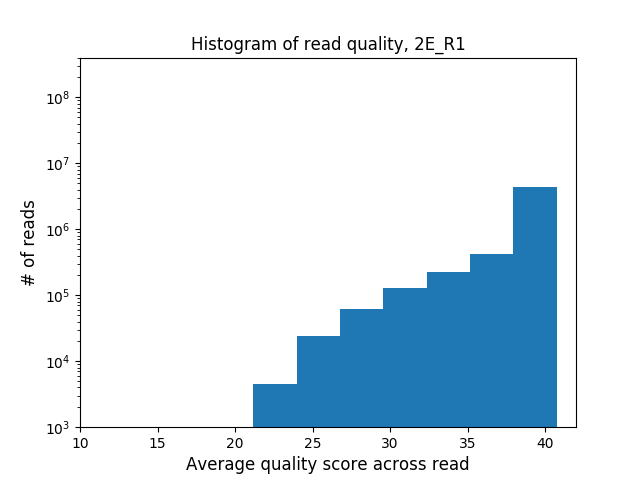 Histogram of read quality, 2E_R1
# of reads
10^8
10^7
10^6
10^5
10^4
10^3
10 15 20 25 30 35 40
Average quality score across read